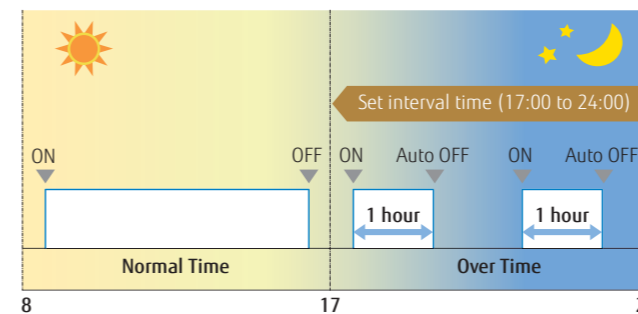 Set interval time (17:00 to 24:00)
ON OFF ON Auto OFF ON Auto OFF
1 hour 1 hour
Normal Time Over Time
8 17